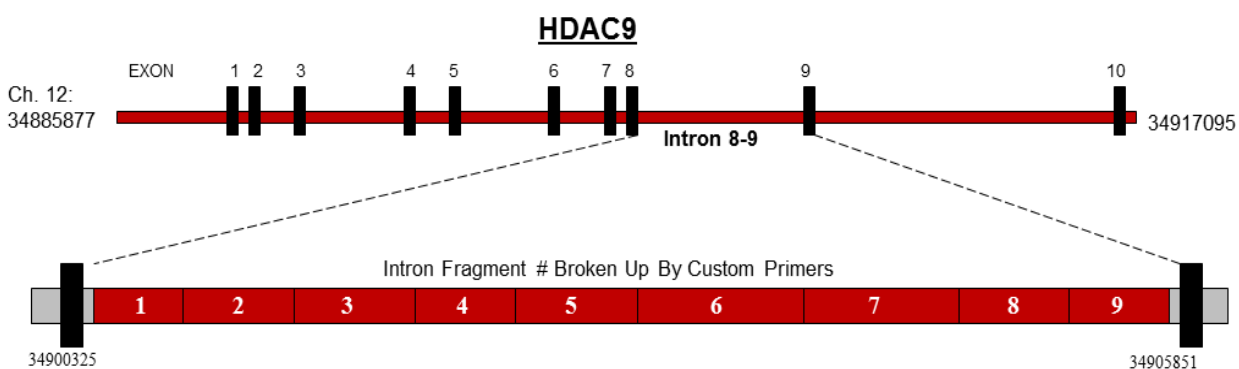 HDAC9
EXON 1 2 3 4 5 6 7 8 9 10
Ch. 12:
34885877
34917095
Intron 8-9
Intron Fragment # Broken Up By Custom Primers
1 2 3 4 5 6 7 8 9
34900325
34905851